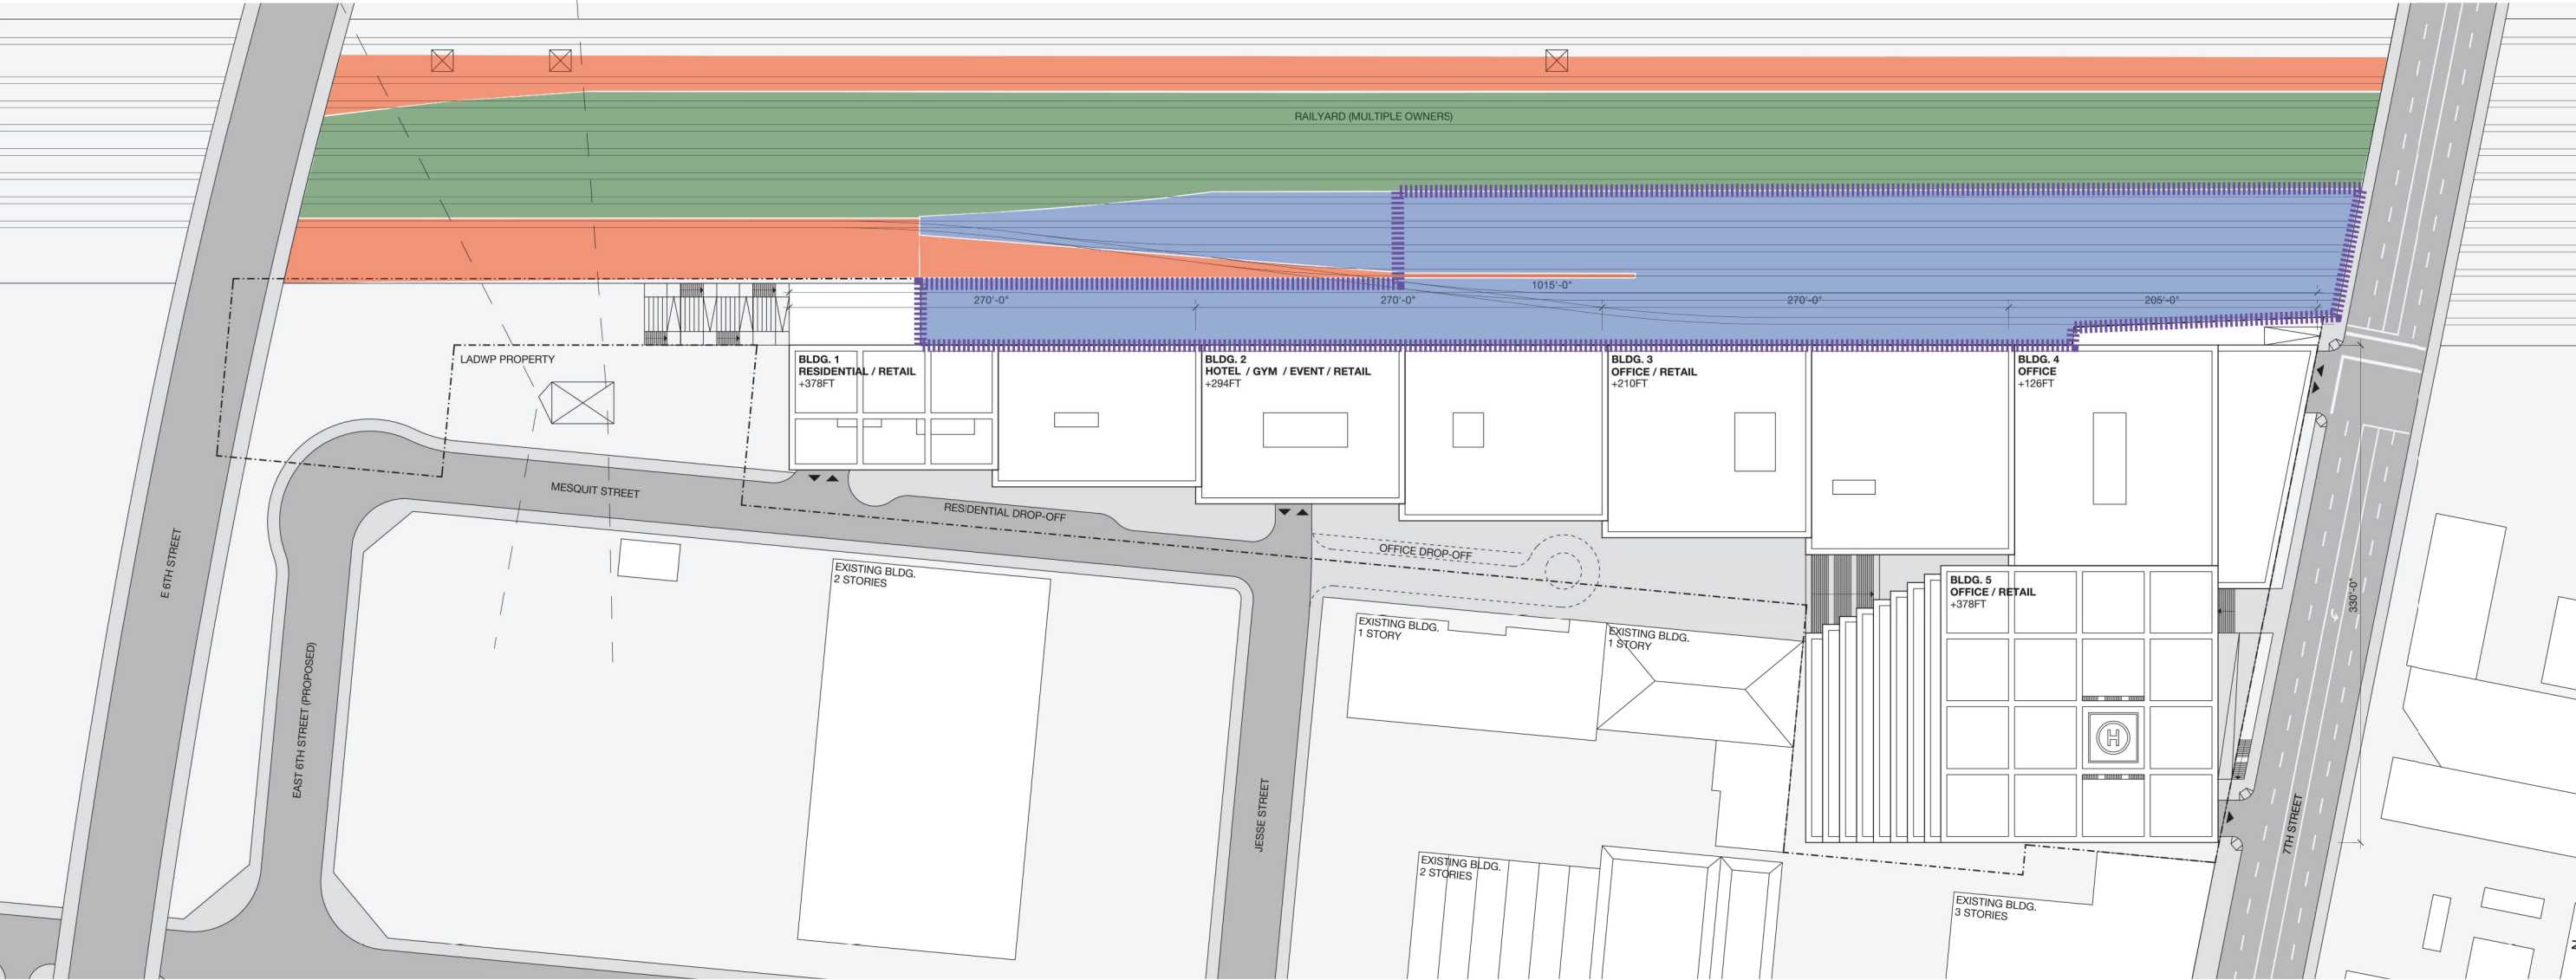 RAILYARD (MULTIPLE OWNERS)
1015'-0"
270'-0"
270'-0"
270'-0"
205'-0"
LADWP PROPERTY
BLDG. 1
RESIDENTIAL / RETAIL
+378FT
BLDG. 2
HOTEL / GYM / EVENT / RETAIL
+294FT
BLDG. 3
OFFICE / RETAIL
+210FT
BLDG. 4
OFFICE
+126FT
MESQUIT STREET
RESIDENTIAL DROP-OFF
OFFICE DROP-OFF
E 6TH STREET
EXISTING BLDG.
2 STORIES
BLDG. 5
OFFICE / RETAIL
+378FT
330'-0"
EXISTING BLDG.
1 STORY
EXISTING BLDG.
1 STORY
EAST 6TH STREET (PROPOSED)
H
JESSE STREET
7TH STREET
EXISTING BLDG.
2 STORIES
EXISTING BLDG.
3 STORIES